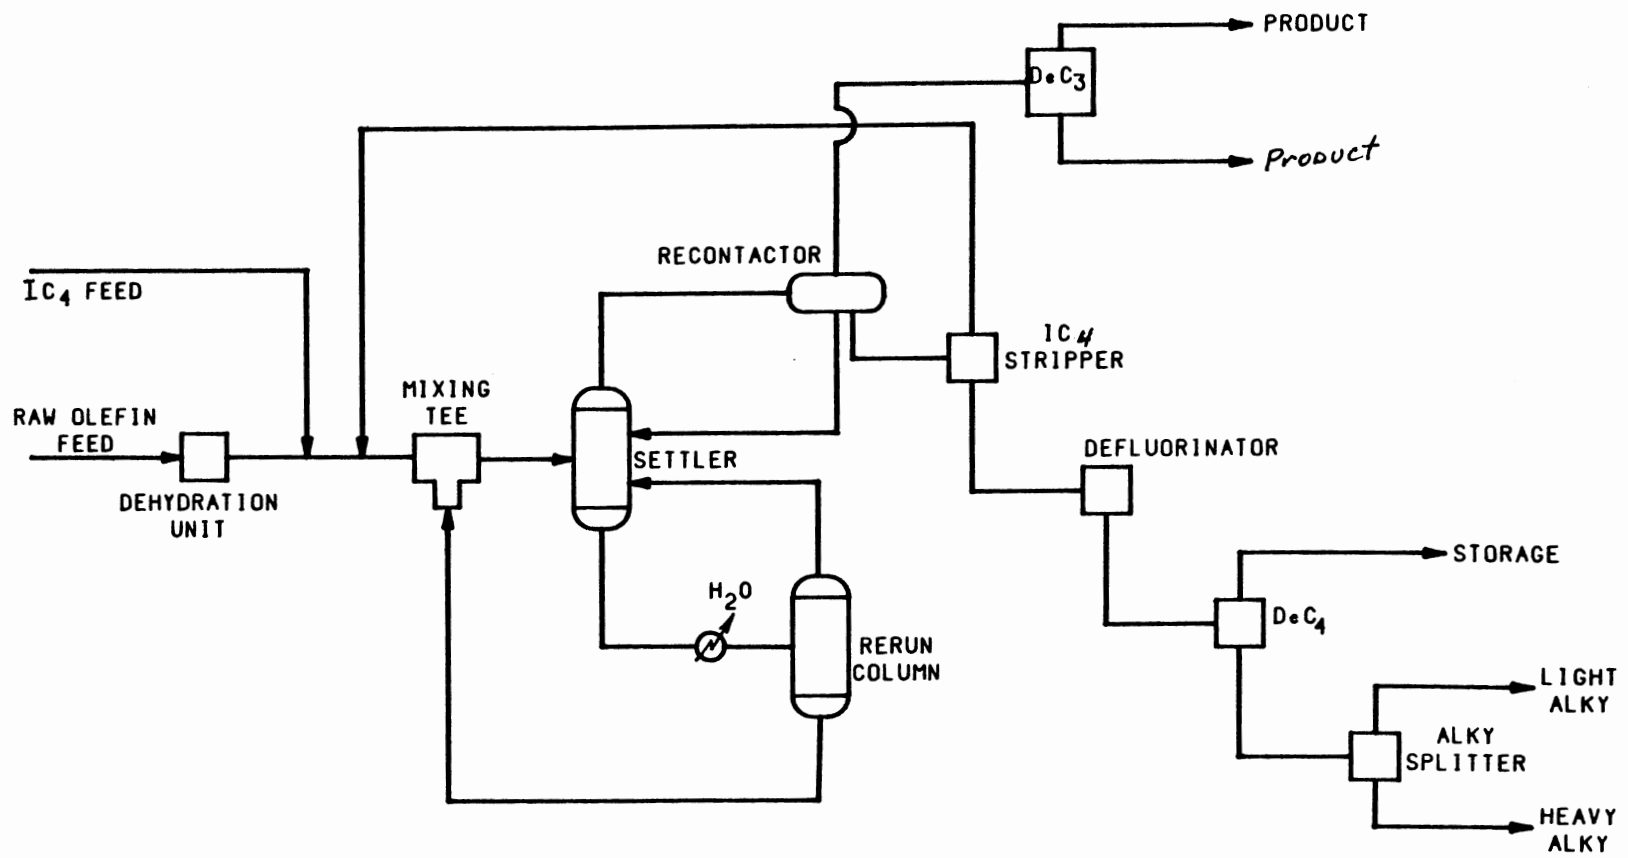 PRODUCT
DeC3
Product
RECONTACTOR
IC4 FEED
IC4
STRIPPER
MIXING
TEE
RAW OLEFIN
FEED
SETTLER
DEFLUORINATOR
DEHYDRATION
UNIT
STORAGE
H2O
DeC4
RERUN
COLUMN
LIGHT
ALKY
ALKY
SPLITTER
HEAVY
ALKY